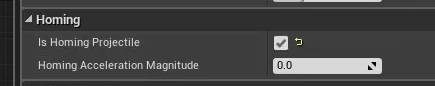 Homing
Is Homing Projectile
Homing Acceleration Magnitude 0.0